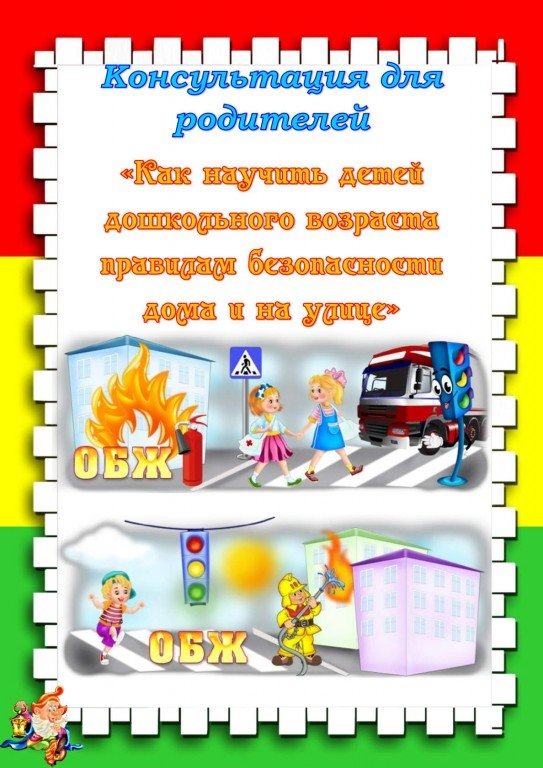 Консультация для
родителей
«Как научить детей
дошкольного возраста
правилам безопасности
дома и на улице»
ОБЖ
ОБЖ